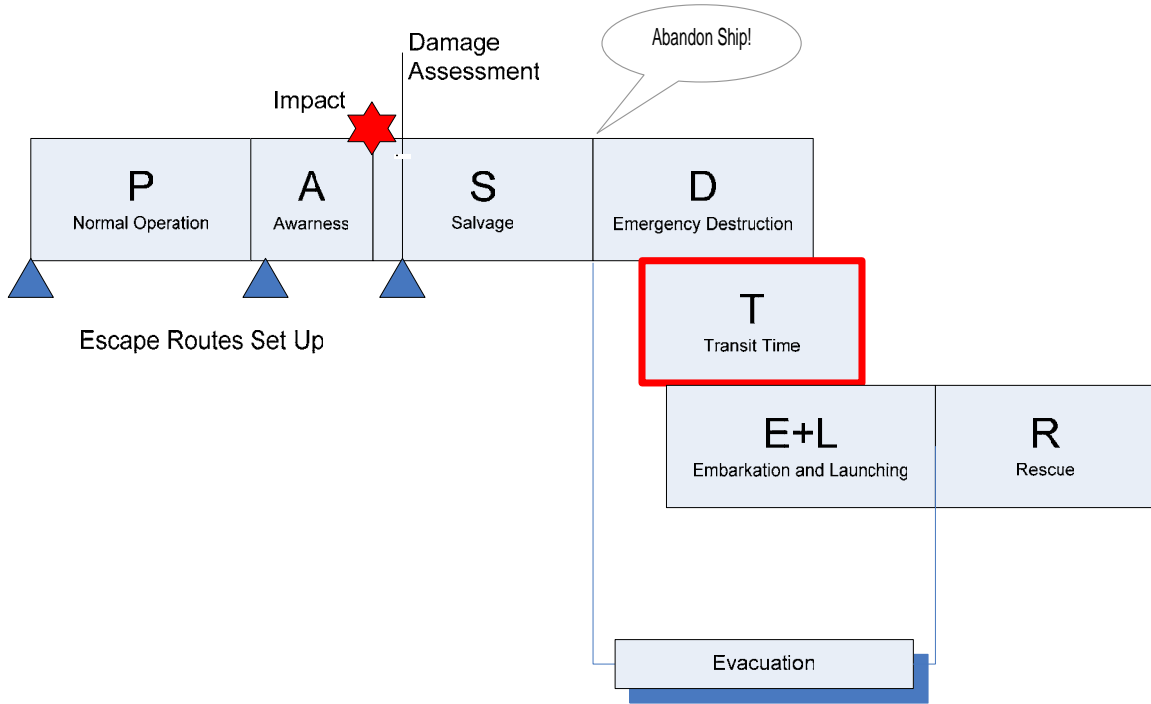 Abandon Ship!
Damage
Assessment
Impact
P
Normal Operation
A
Awarness
S
Salvage
D
Emergency Destruction
Escape Routes Set Up
T
Transit Time
E+L
Embarkation and Launching
R
Rescue
Evacuation